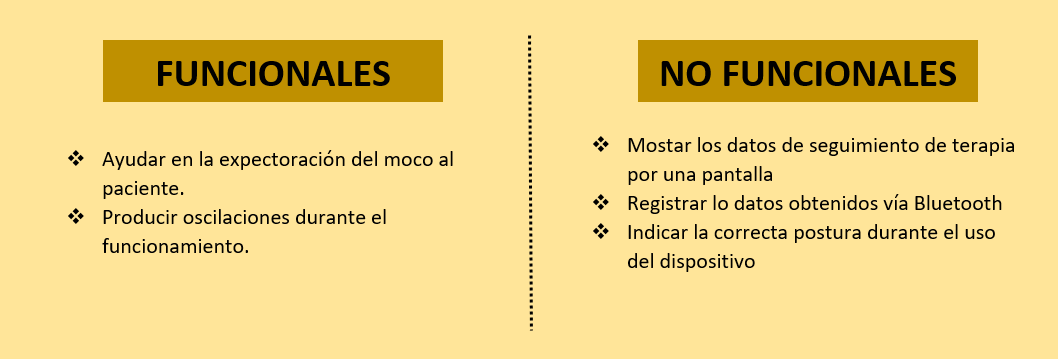 FUNCIONALES
❖ Ayudar en la expectoración del moco al
paciente.
❖ Producir oscilaciones durante el
funcionamiento.
NO FUNCIONALES
❖ Mostar los datos de seguimiento de terapia
por una pantalla
❖ Registrar lo datos obtenidos vía Bluetooth
❖ Indicar la correcta postura durante el uso
del dispositivo